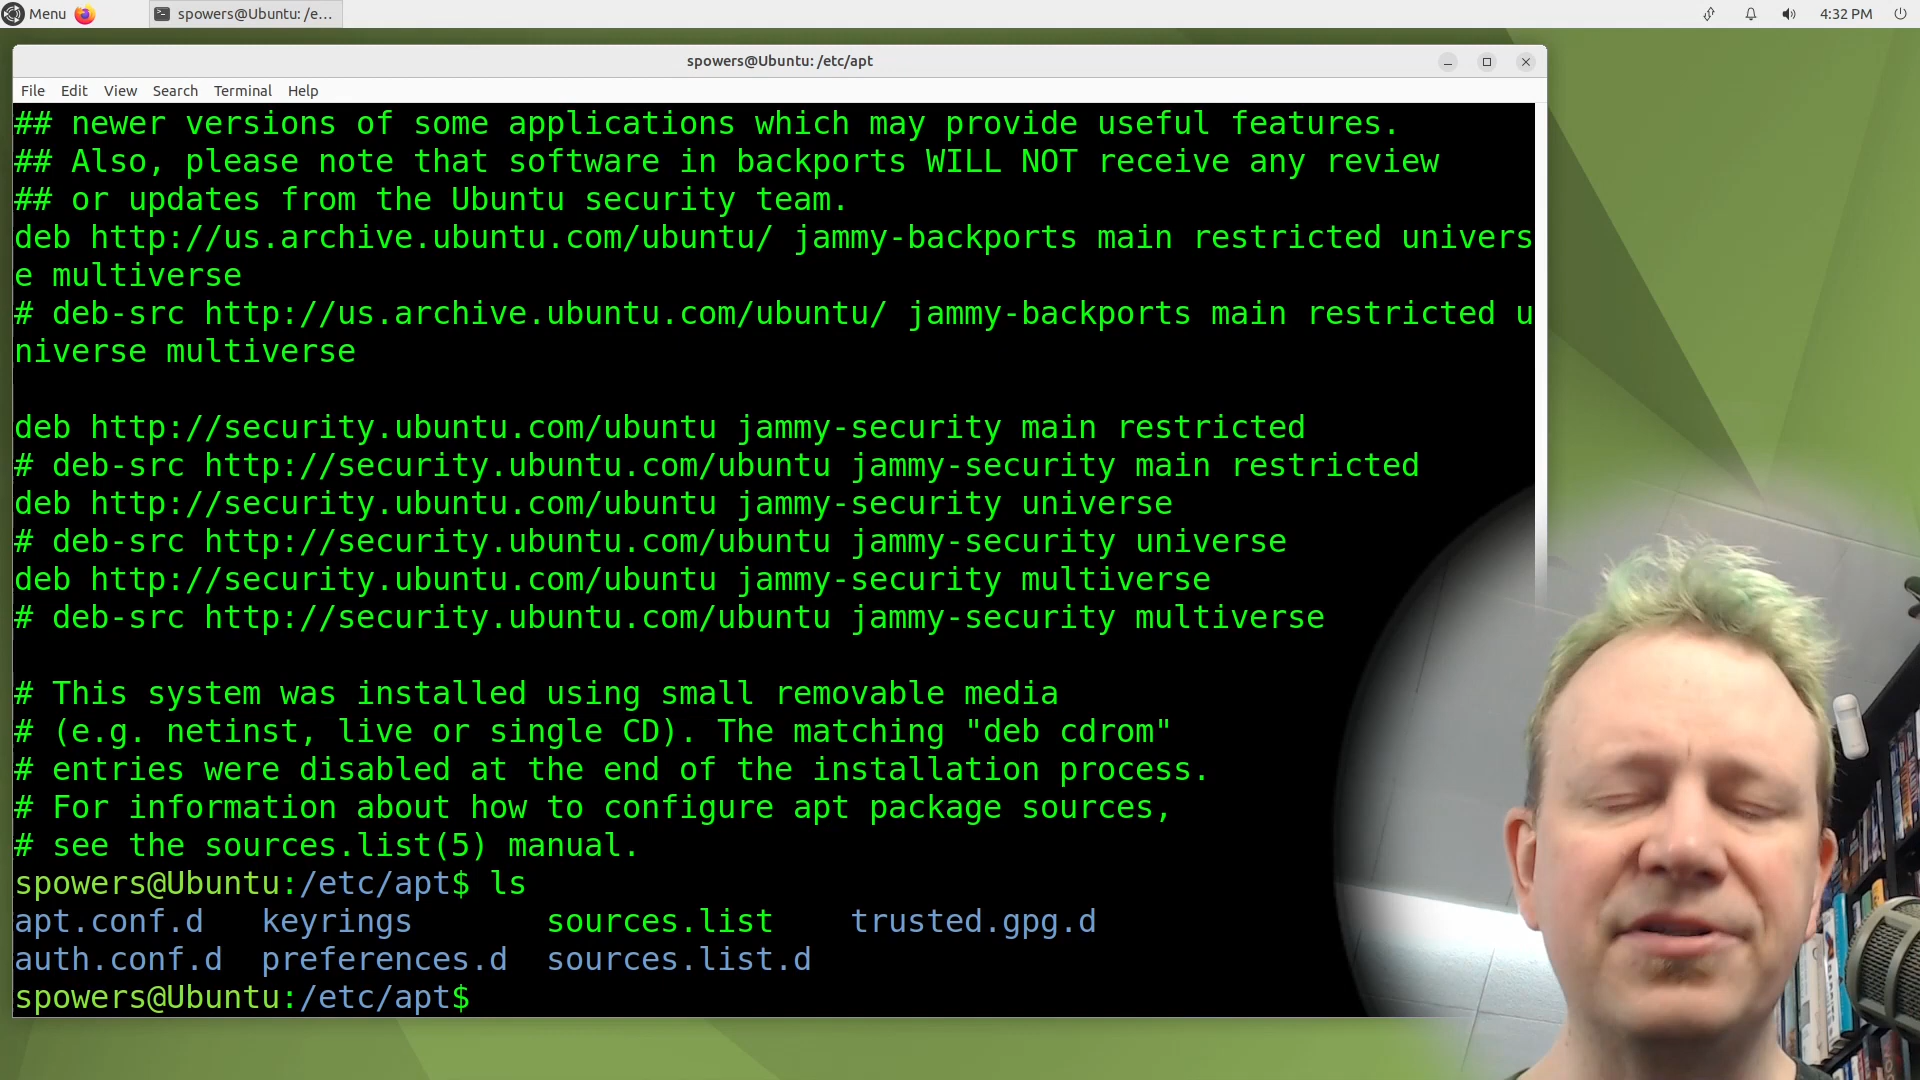 Menu
spowers@Ubuntu: /e...
4:32 PM
spowers@Ubuntu: /etc/apt
File Edit View Search Terminal Help
## newer versions of some applications which may provide useful features.
## Also, please note that software in backports WILL NOT receive any review
## or updates from the Ubuntu security team.
deb http://us.archive.ubuntu.com/ubuntu/ jammy-backports main restricted univers
e multiverse
# deb-src http://us.archive.ubuntu.com/ubuntu/ jammy-backports main restricted u
niverse multiverse
deb http://security.ubuntu.com/ubuntu jammy-security main restricted
# deb-src http://security.ubuntu.com/ubuntu jammy-security main restricted
deb http://security.ubuntu.com/ubuntu jammy-security universe
# deb-src http://security.ubuntu.com/ubuntu jammy-security universe
deb http://security.ubuntu.com/ubuntu jammy-security multiverse
# deb-src http://security.ubuntu.com/ubuntu jammy-security multiverse
# This system was installed using small removable media
# (e.g. netinst, live or single CD). The matching "deb cdrom"
# entries were disabled at the end of the installation process.
# For information about how to configure apt package sources,
# see the sources.list(5) manual.
spowers@Ubuntu:/etc/apt$ ls
apt.conf.d keyrings sources.list trusted.gpg.d
auth.conf.d preferences.d sources.list.d
spowers@Ubuntu:/etc/apt$